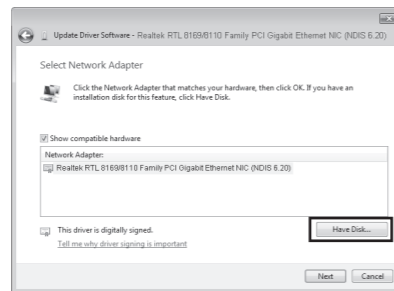 Update Driver Software - Realtek RTL 8169/8110 Family PCI Gigabit Ethernet NIC (NDIS 6.20)
Select Network Adapter
Click the Network Adapter that matches your hardware, then click OK. If you have an
installation disk for this feature, click Have Disk.
Show compatible hardware
Network Adapter:
Realtek RTL 8169/8110 Family PCI Gigabit Ethernet NIC (NDIS 6.20)
This driver is digitally signed.
Have Disk...
Tell me why driver signing is important
Next
Cancel